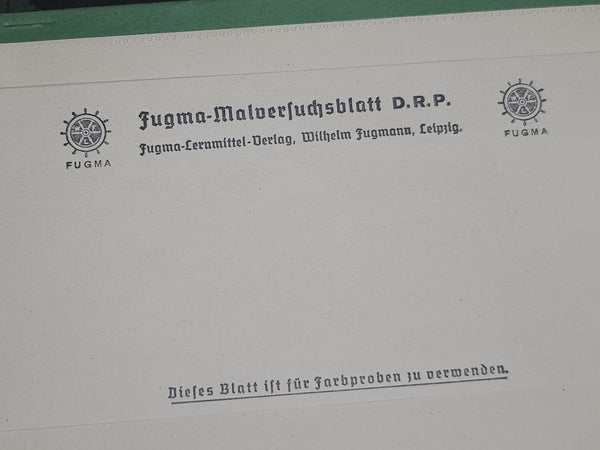 Fugma-Malversuchsblatt D.R.P.
Fugma-Lernmittel-Verlag, Wilhelm Fugmann, Leipzig.
FUGMA
FUGMA
Dieses Blatt ist für Farbproben zu verwenden.